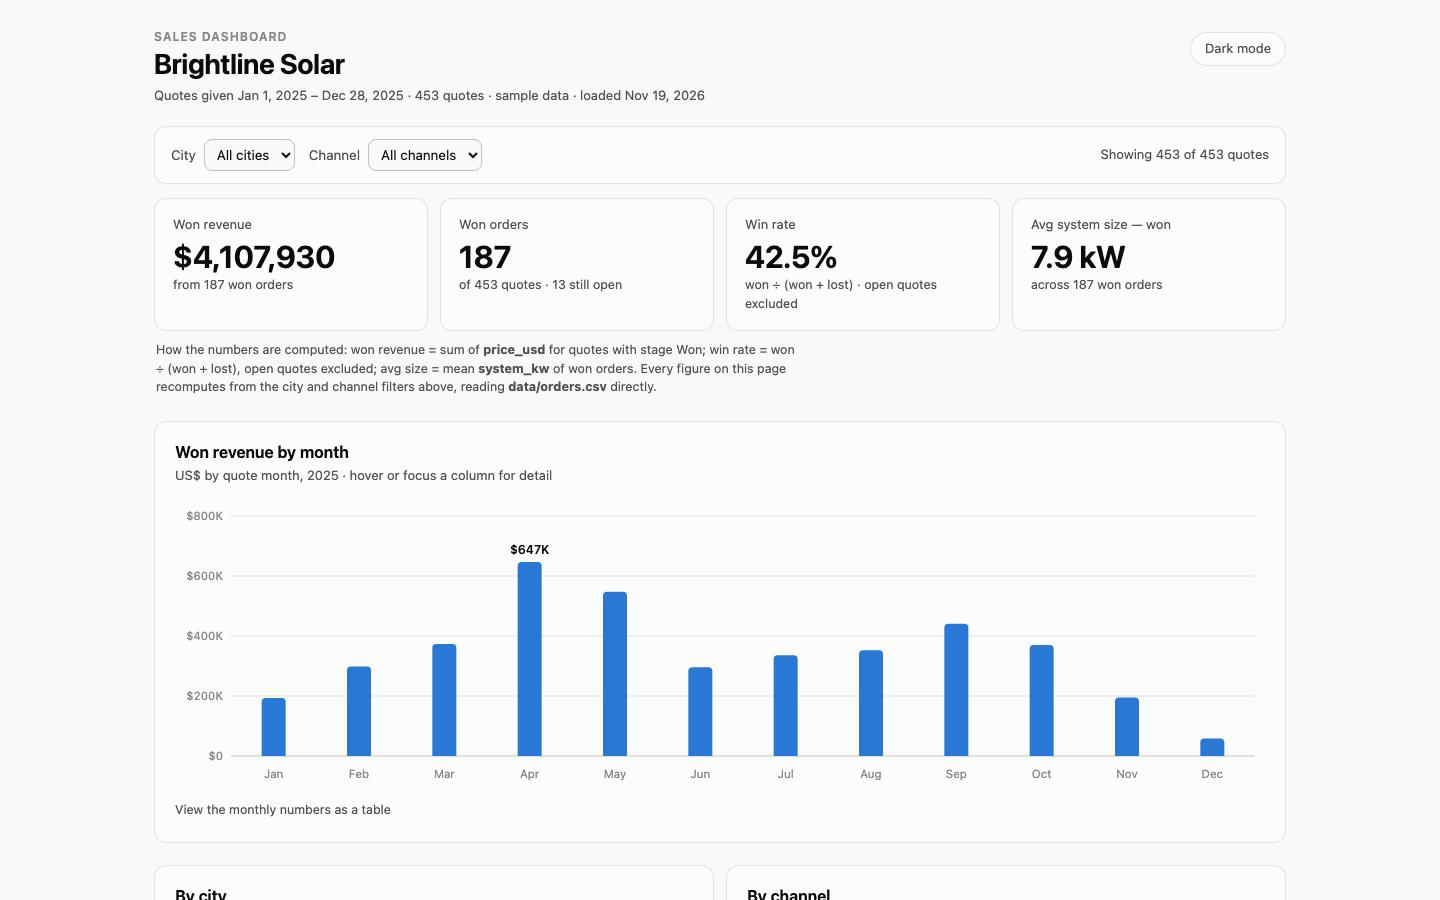 SALES DASHBOARD
Brightline Solar
Quotes given Jan 1, 2025 – Dec 28, 2025 · 453 quotes · sample data · loaded Nov 19, 2026
Dark mode
City All cities Channel All channels Showing 453 of 453 quotes
Won revenue
$4,107,930
from 187 won orders
Won orders
187
of 453 quotes · 13 still open
Win rate
42.5%
won ÷ (won + lost) · open quotes
excluded
Avg system size — won
7.9 kW
across 187 won orders
How the numbers are computed: won revenue = sum of price_usd for quotes with stage Won; win rate = won
÷ (won + lost), open quotes excluded; avg size = mean system_kw of won orders. Every figure on this page
recomputes from the city and channel filters above, reading data/orders.csv directly.
Won revenue by month
US$ by quote month, 2025 · hover or focus a column for detail
$800K
$647K
$600K
$400K
$200K
$0
Jan Feb Mar Apr May Jun Jul Aug Sep Oct Nov Dec
View the monthly numbers as a table
By city
By channel